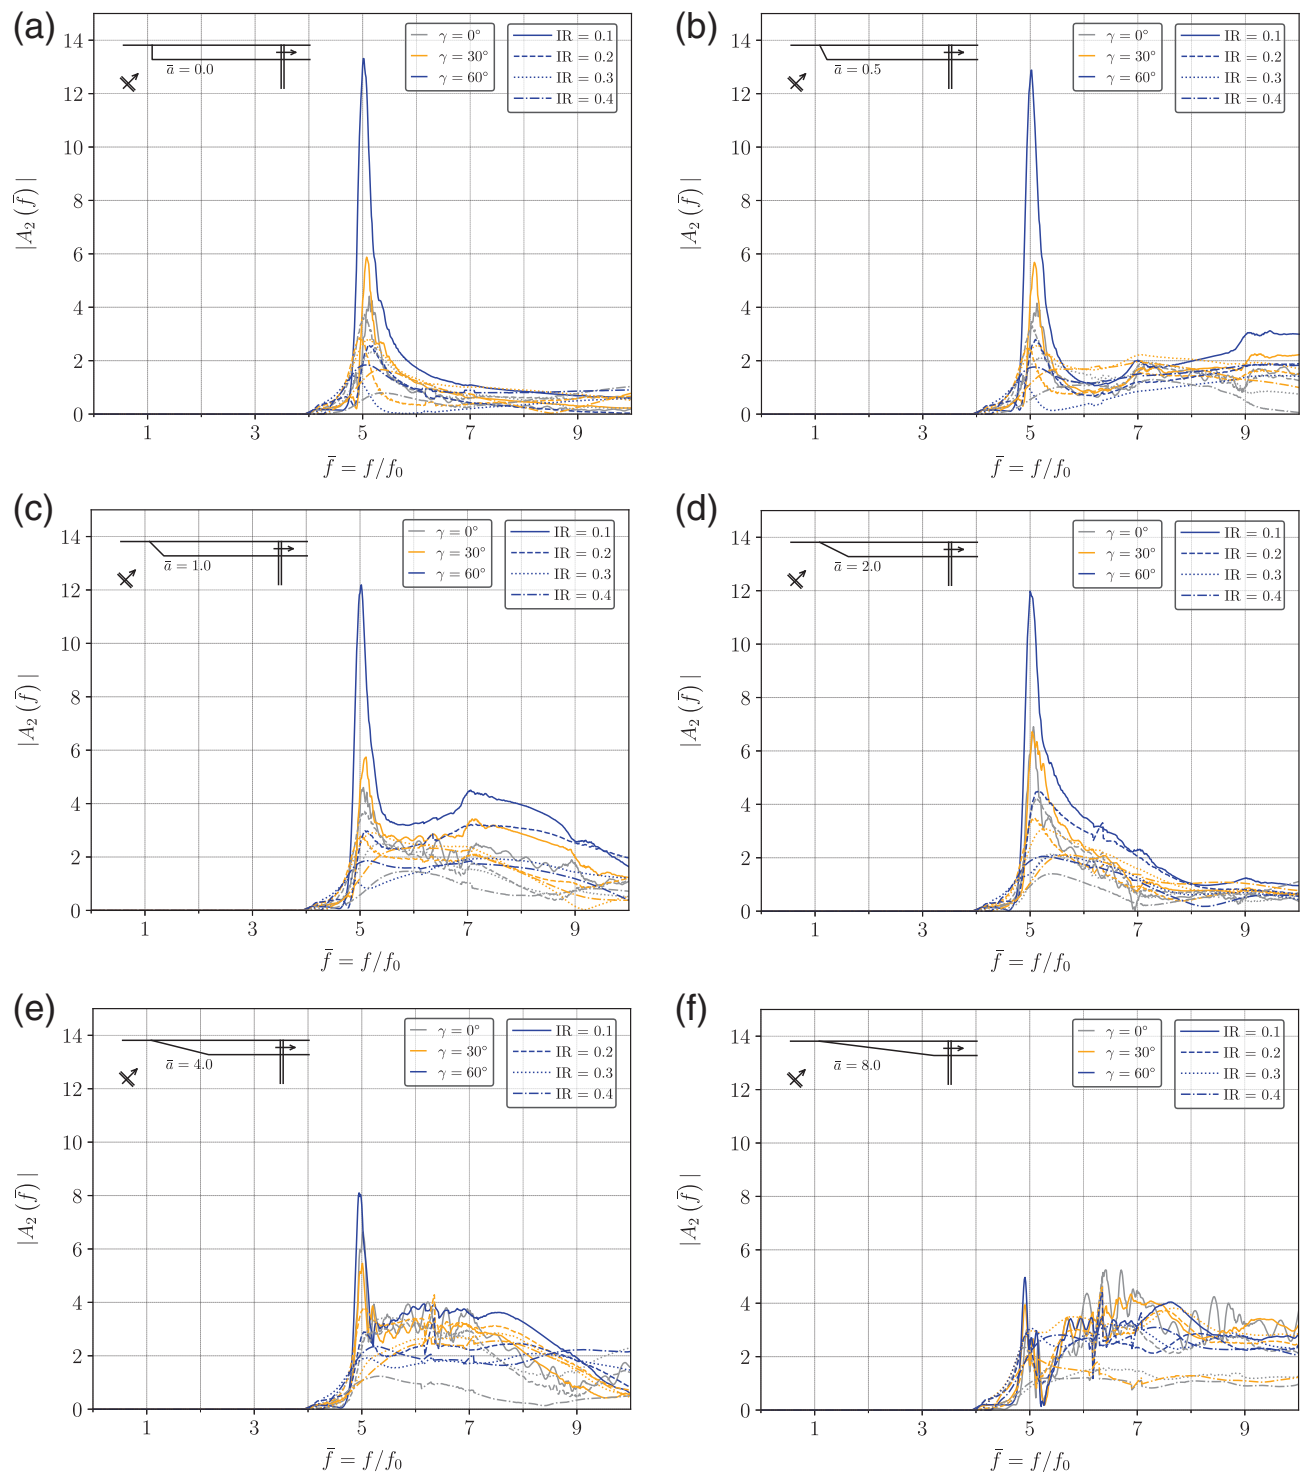 (a)
14
12
10
8
6
4
2
0
1
3
5
7
9
|A₂ (f̄)|
f̄ = f/f₀
ā = 0.0
γ = 0°
γ = 30°
γ = 60°
IR = 0.1
IR = 0.2
IR = 0.3
IR = 0.4
(b)
14
12
10
8
6
4
2
0
1
3
5
7
9
|A₂ (f̄)|
f̄ = f/f₀
ā = 0.5
γ = 0°
γ = 30°
γ = 60°
IR = 0.1
IR = 0.2
IR = 0.3
IR = 0.4
(c)
14
12
10
8
6
4
2
0
1
3
5
7
9
|A₂ (f̄)|
f̄ = f/f₀
ā = 1.0
γ = 0°
γ = 30°
γ = 60°
IR = 0.1
IR = 0.2
IR = 0.3
IR = 0.4
(d)
14
12
10
8
6
4
2
0
1
3
5
7
9
|A₂ (f̄)|
f̄ = f/f₀
ā = 2.0
γ = 0°
γ = 30°
γ = 60°
IR = 0.1
IR = 0.2
IR = 0.3
IR = 0.4
(e)
14
12
10
8
6
4
2
0
1
3
5
7
9
|A₂ (f̄)|
f̄ = f/f₀
ā = 4.0
γ = 0°
γ = 30°
γ = 60°
IR = 0.1
IR = 0.2
IR = 0.3
IR = 0.4
(f)
14
12
10
8
6
4
2
0
1
3
5
7
9
|A₂ (f̄)|
f̄ = f/f₀
ā = 8.0
γ = 0°
γ = 30°
γ = 60°
IR = 0.1
IR = 0.2
IR = 0.3
IR = 0.4